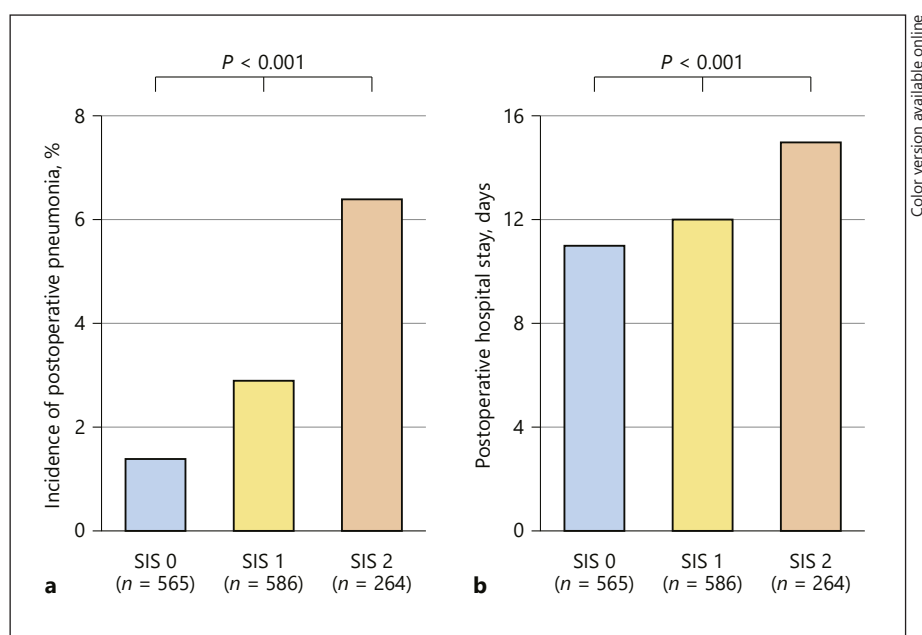 Color version available online
P < 0.001
Incidence of postoperative pneumonia, %
8
6
4
2
0
SIS 0
(n = 565)
SIS 1
(n = 586)
SIS 2
(n = 264)
a
P < 0.001
Postoperative hospital stay, days
16
12
8
4
0
SIS 0
(n = 565)
SIS 1
(n = 586)
SIS 2
(n = 264)
b